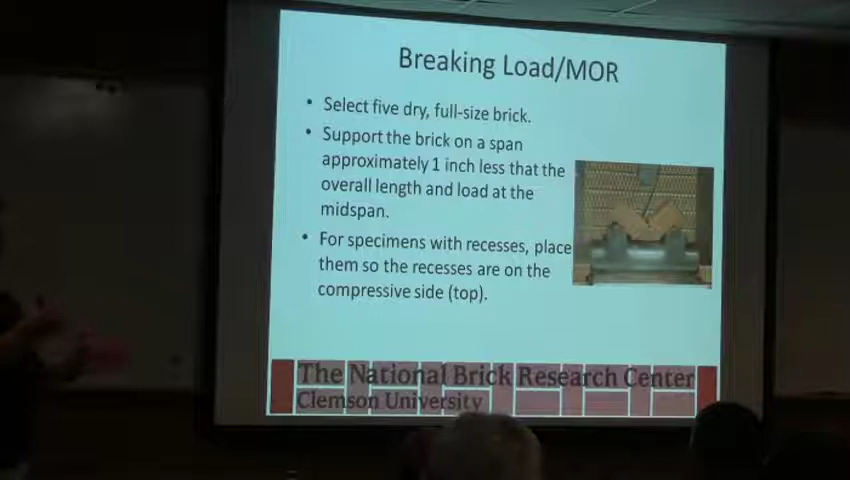 Breaking Load/MOR
• Select five dry, full-size brick.
• Support the brick on a span
approximately 1 inch less that the
overall length and load at the
midspan.
• For specimens with recesses, place
them so the recesses are on the
compressive side (top).
The National Brick Research Center
Clemson University